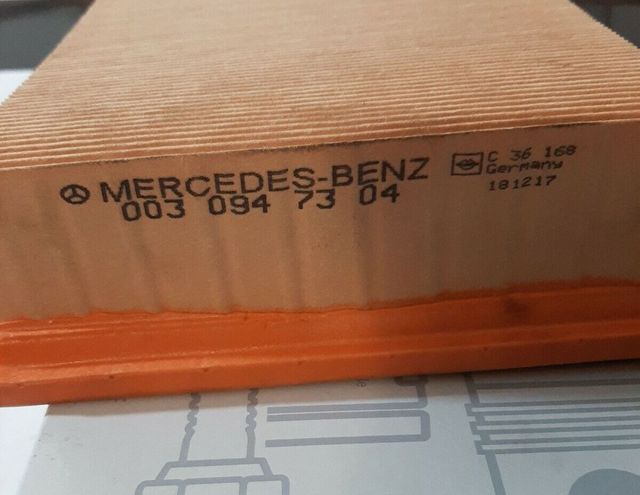 MERCEDES-BENZ
003 094 73 04
C 36 168
Germany
181217